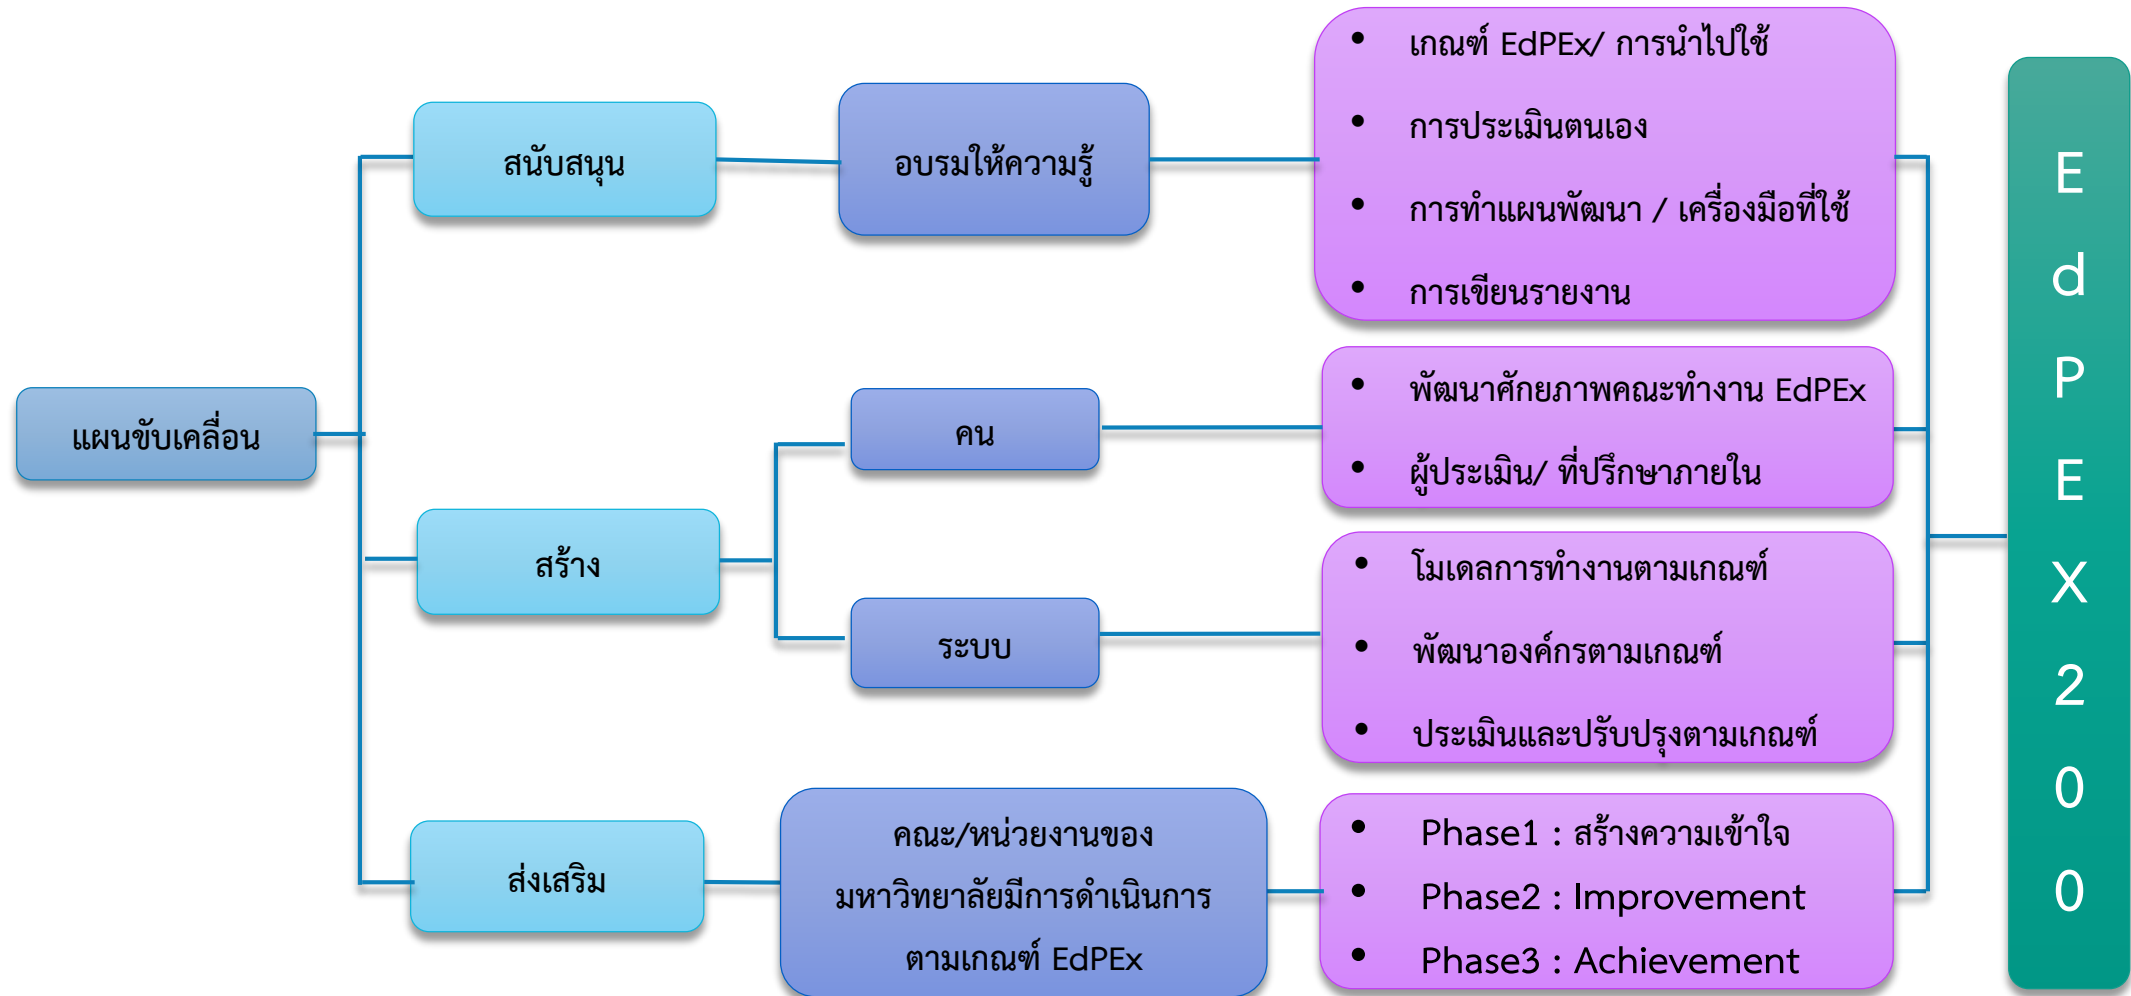 แผนขับเคลื่อน
สนับสนุน
อบรมให้ความรู้
• เกณฑ์ EdPEx/ การนำไปใช้
• การประเมินตนเอง
• การทำแผนพัฒนา / เครื่องมือที่ใช้
• การเขียนรายงาน
สร้าง
คน
• พัฒนาศักยภาพคณะทำงาน EdPEx
• ผู้ประเมิน/ ที่ปรึกษาภายใน
ระบบ
• โมเดลการทำงานตามเกณฑ์
• พัฒนาองค์กรตามเกณฑ์
• ประเมินและปรับปรุงตามเกณฑ์
ส่งเสริม
คณะ/หน่วยงานของ
มหาวิทยาลัยมีการดำเนินการ
ตามเกณฑ์ EdPEx
• Phase1 : สร้างความเข้าใจ
• Phase2 : Improvement
• Phase3 : Achievement
E
d
P
E
X
2
0
0